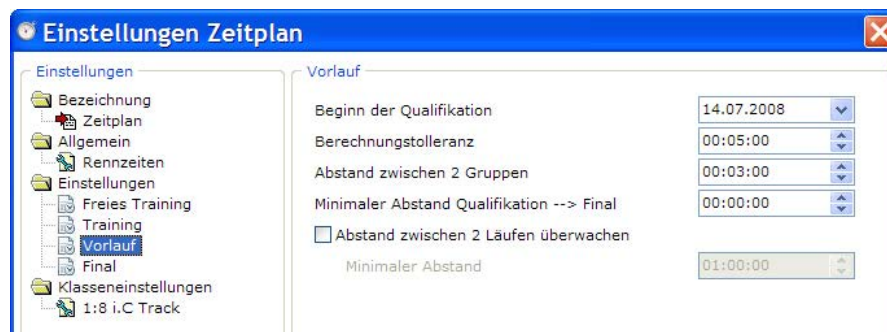 Einstellungen Zeitplan
Einstellungen
Bezeichnung
Zeitplan
Allgemein
Rennzeiten
Einstellungen
Freies Training
Training
Vorlauf
Final
Klasseneinstellungen
1:8 i.C Track
Vorlauf
Beginn der Qualifikation 14.07.2008
Berechnungstolleranz 00:05:00
Abstand zwischen 2 Gruppen 00:03:00
Minimaler Abstand Qualifikation --> Final 00:00:00
Abstand zwischen 2 Läufen überwachen
Minimaler Abstand 01:00:00